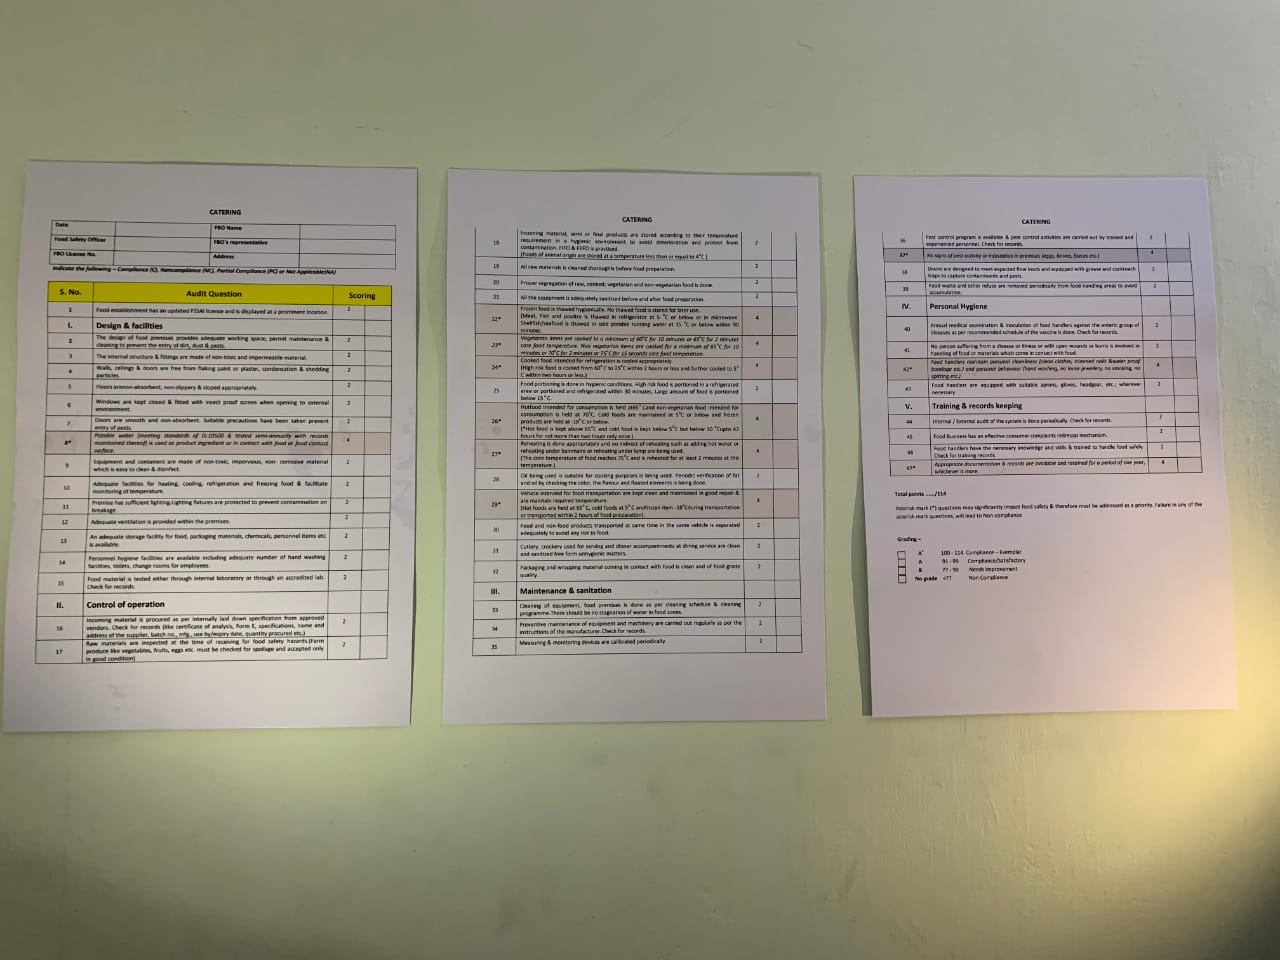 CATERING
Date FBO Name
Food Safety Officer FBO's representative
FBO License No. Address
Indicate the following – Compliance (C), Noncompliance (NC), Partial Compliance (PC) or Not Applicable(NA)
S. No. Audit Question Scoring
1 Food establishment has an updated FSSAI license and is displayed at a prominent location. 2
I. Design & facilities
2 The design of food premises provides adequate working space; permit maintenance & 2
cleaning to prevent the entry of dirt, dust & pests.
3 The internal structure & fittings are made of non-toxic and impermeable material. 2
4 Walls, ceilings & doors are free from flaking paint or plaster, condensation & shedding 2
particles.
5 Floors arenon-absorbent, non-slippery & sloped appropriately. 2
6 Windows are kept closed & fitted with insect proof screen when opening to external 2
environment.
7 Doors are smooth and non-absorbent. Suitable precautions have been taken prevent 2
entry of pests.
8* Potable water (meeting standards of IS:10500 & tested semi-annually with records 4
maintained thereof) is used as product ingredient or in contact with food or food contact
surface.
9 Equipment and containers are made of non-toxic, impervious, non- corrosive material 2
which is easy to clean & disinfect.
10 Adequate facilities for heating, cooling, refrigeration and freezing food & facilitate 2
monitoring of temperature.
11 Premise has sufficient lighting.Lighting fixtures are protected to prevent contamination on 2
breakage.
12 Adequate ventilation is provided within the premises. 2
13 An adequate storage facility for food, packaging materials, chemicals, personnel items etc 2
is available.
14 Personnel hygiene facilities are available including adequate number of hand washing 2
facilities, toilets, change rooms for employees.
15 Food material is tested either through internal laboratory or through an accredited lab. 2
Check for records.
II. Control of operation
16 Incoming material is procured as per internally laid down specification from approved 2
vendors. Check for records (like certificate of analysis, Form E, specifications, name and
address of the supplier, batch no., mfg., use by/expiry date, quantity procured etc.)
17 Raw materials are inspected at the time of receiving for food safety hazards.(Farm 2
produce like vegetables, fruits, eggs etc. must be checked for spoilage and accepted only
in good condition)
CATERING
18 Incoming material, semi or final products are stored according to their temperature 2
requirement in a hygienic environment to avoid deterioration and protect from
contamination. FIFO & FEFO is practised.
(Foods of animal origin are stored at a temperature less than or equal to 4°C )
19 All raw materials is cleaned thoroughly before food preparation. 2
20 Proper segregation of raw, cooked; vegetarian and non-vegetarian food is done. 2
21 All the equipment is adequately sanitized before and after food preparation. 2
22* Frozen food is thawed hygienically. No thawed food is stored for later use. 4
(Meat, Fish and poultry is thawed in refrigerator at 5 °C or below or in microwave.
Shellfish/seafood is thawed in cold potable running water at 15 °C or below within 90
minutes.
23* Vegetarian items are cooked to a minimum of 60°C for 10 minutes or 65°C for 2 minutes 4
core food temperature. Non vegetarian items are cooked for a minimum of 65°C for 10
minutes or 70°C for 2 minutes or 75°C for 15 seconds core food temperature.
24* Cooked food intended for refrigeration is cooled appropriately. 4
(High risk food is cooled from 60°C to 21°C within 2 hours or less and further cooled to 5°
C within two hours or less.)
25 Food portioning is done in hygienic conditions. High risk food is portioned in a refrigerated 2
area or portioned and refrigerated within 30 minutes. Large amount of food is portioned
below 15°C.
26* Hotfood intended for consumption is held at65°Cand non-vegetarian food intended for 4
consumption is held at 70°C. Cold foods are maintained at 5°C or below and frozen
products are held at -18°C or below.
(*Hot food is kept above 65°C and cold food is kept below 5°C but below 10 °Cupto 42
hours for not more than two hours only once.)
27* Reheating is done appropriately and no indirect of reheating such as adding hot water or 4
reheating under bainmaire or reheating under lamp are being used.
(The core temperature of food reaches 75°C and is reheated for at least 2 minutes at this
temperature.)
28 Oil being used is suitable for cooking purposes is being used. Periodic verification of fat 2
and oil by checking the color, the flavour and floated elements is being done.
29* Vehicle intended for food transportation are kept clean and maintained in good repair & 4
are maintain required temperature.
(Hot foods are held at 65°C, cold foods at 5°C andfrozen item -18°Cduring transportation
or transported within 2 hours of food preparation).
30 Food and non-food products transported at same time in the same vehicle is separated 2
adequately to avoid any risk to food.
31 Cutlery, crockery used for serving and dinner accompaniments at dining service are clean 2
and sanitized free form unhygienic matters.
32 Packaging and wrapping material coming in contact with food is clean and of food grade 2
quality.
III. Maintenance & sanitation
33 Cleaning of equipment, food premises is done as per cleaning schedule & cleaning 2
programme.There should be no stagnation of water in food zones.
34 Preventive maintenance of equipment and machinery are carried out regularly as per the 2
instructions of the manufacturer.Check for records.
35 Measuring & monitoring devices are calibrated periodically. 2
CATERING
36 Pest control program is available & pest control activities are carried out by trained and 2
experienced personnel. Check for records.
37* No signs of pest activity or infestation in premises (eggs, larvae, faeces etc.) 4
38 Drains are designed to meet expected flow loads and equipped with grease and cockroach 2
traps to capture contaminants and pests.
39 Food waste and other refuse are removed periodically from food handling areas to avoid 2
accumulation.
IV. Personal Hygiene
40 Annual medical examination & inoculation of food handlers against the enteric group of 2
diseases as per recommended schedule of the vaccine is done. Check for records.
41 No person suffering from a disease or illness or with open wounds or burns is involved in 2
handling of food or materials which come in contact with food.
42* Food handlers maintain personal cleanliness (clean clothes, trimmed nails &water proof 4
bandage etc.) and personal behaviour (hand washing, no loose jewellery, no smoking, no
spitting etc.)
43 Food handlers are equipped with suitable aprons, gloves, headgear, etc.; wherever 2
necessary
V. Training & records keeping
44 Internal / External audit of the system is done periodically. Check for records. 2
45 Food Business has an effective consumer complaints redressal mechanism. 2
46 Food handlers have the necessary knowledge and skills & trained to handle food safely. 2
Check for training records.
47* Appropriate documentation & records are available and retained for a period of one year, 4
whichever is more.
Total points ....../114
Asterisk mark (*) questions may significantly impact food safety & therefore must be addressed as a priority. Failure in any of the
asterisk mark questions, will lead to Non-compliance
Grading –
A+ 100 - 114 Compliance – Exemplar
A 91 - 99 Compliance/Satisfactory
B 77 - 90 Needs Improvement
No grade <77 Non Compliance